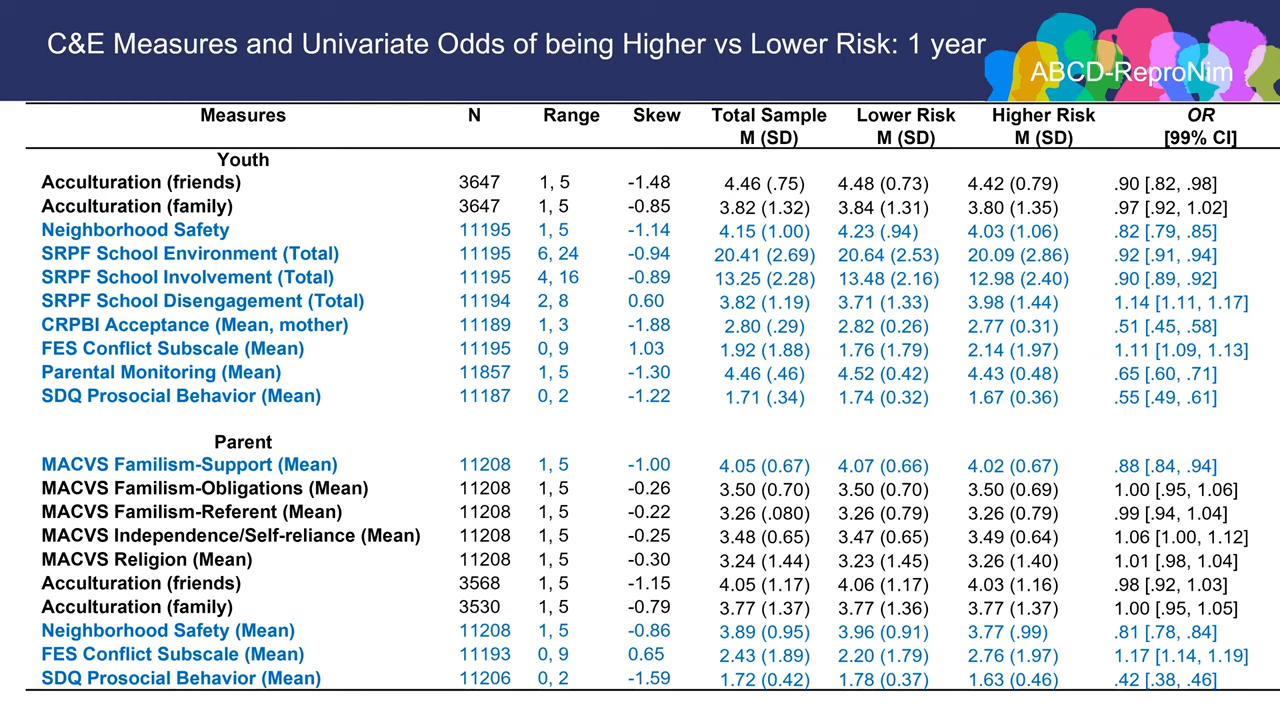 C&E Measures and Univariate Odds of being Higher vs Lower Risk: 1 year
ABCD-ReproNim
Measures N Range Skew Total Sample M (SD) Lower Risk M (SD) Higher Risk M (SD) OR [99% CI]
Youth
Acculturation (friends) 3647 1, 5 -1.48 4.46 (.75) 4.48 (0.73) 4.42 (0.79) .90 [.82, .98]
Acculturation (family) 3647 1, 5 -0.85 3.82 (1.32) 3.84 (1.31) 3.80 (1.35) .97 [.92, 1.02]
Neighborhood Safety 11195 1, 5 -1.14 4.15 (1.00) 4.23 (.94) 4.03 (1.06) .82 [.79, .85]
SRPF School Environment (Total) 11195 6, 24 -0.94 20.41 (2.69) 20.64 (2.53) 20.09 (2.86) .92 [.91, .94]
SRPF School Involvement (Total) 11195 4, 16 -0.89 13.25 (2.28) 13.48 (2.16) 12.98 (2.40) .90 [.89, .92]
SRPF School Disengagement (Total) 11194 2, 8 0.60 3.82 (1.19) 3.71 (1.33) 3.98 (1.44) 1.14 [1.11, 1.17]
CRPBI Acceptance (Mean, mother) 11189 1, 3 -1.88 2.80 (.29) 2.82 (0.26) 2.77 (0.31) .51 [.45, .58]
FES Conflict Subscale (Mean) 11195 0, 9 1.03 1.92 (1.88) 1.76 (1.79) 2.14 (1.97) 1.11 [1.09, 1.13]
Parental Monitoring (Mean) 11857 1, 5 -1.30 4.46 (.46) 4.52 (0.42) 4.43 (0.48) .65 [.60, .71]
SDQ Prosocial Behavior (Mean) 11187 0, 2 -1.22 1.71 (.34) 1.74 (0.32) 1.67 (0.36) .55 [.49, .61]
Parent
MACVS Familism-Support (Mean) 11208 1, 5 -1.00 4.05 (0.67) 4.07 (0.66) 4.02 (0.67) .88 [.84, .94]
MACVS Familism-Obligations (Mean) 11208 1, 5 -0.26 3.50 (0.70) 3.50 (0.70) 3.50 (0.69) 1.00 [.95, 1.06]
MACVS Familism-Referent (Mean) 11208 1, 5 -0.22 3.26 (.080) 3.26 (0.79) 3.26 (0.79) .99 [.94, 1.04]
MACVS Independence/Self-reliance (Mean) 11208 1, 5 -0.25 3.48 (0.65) 3.47 (0.65) 3.49 (0.64) 1.06 [1.00, 1.12]
MACVS Religion (Mean) 11208 1, 5 -0.30 3.24 (1.44) 3.23 (1.45) 3.26 (1.40) 1.01 [.98, 1.04]
Acculturation (friends) 3568 1, 5 -1.15 4.05 (1.17) 4.06 (1.17) 4.03 (1.16) .98 [.92, 1.03]
Acculturation (family) 3530 1, 5 -0.79 3.77 (1.37) 3.77 (1.36) 3.77 (1.37) 1.00 [.95, 1.05]
Neighborhood Safety (Mean) 11208 1, 5 -0.86 3.89 (0.95) 3.96 (0.91) 3.77 (.99) .81 [.78, .84]
FES Conflict Subscale (Mean) 11193 0, 9 0.65 2.43 (1.89) 2.20 (1.79) 2.76 (1.97) 1.17 [1.14, 1.19]
SDQ Prosocial Behavior (Mean) 11206 0, 2 -1.59 1.72 (0.42) 1.78 (0.37) 1.63 (0.46) .42 [.38, .46]